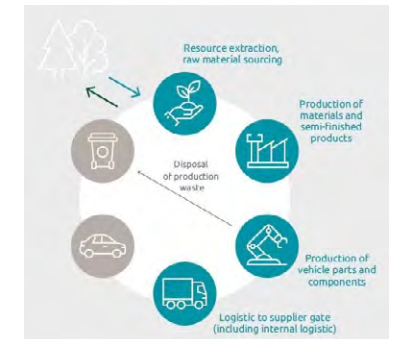 Resource extraction,
raw material sourcing
Production of
materials and
semi-finished
products
Disposal
of production
waste
Production of
vehicle parts and
components
Logistic to supplier gate
(including internal logistic)